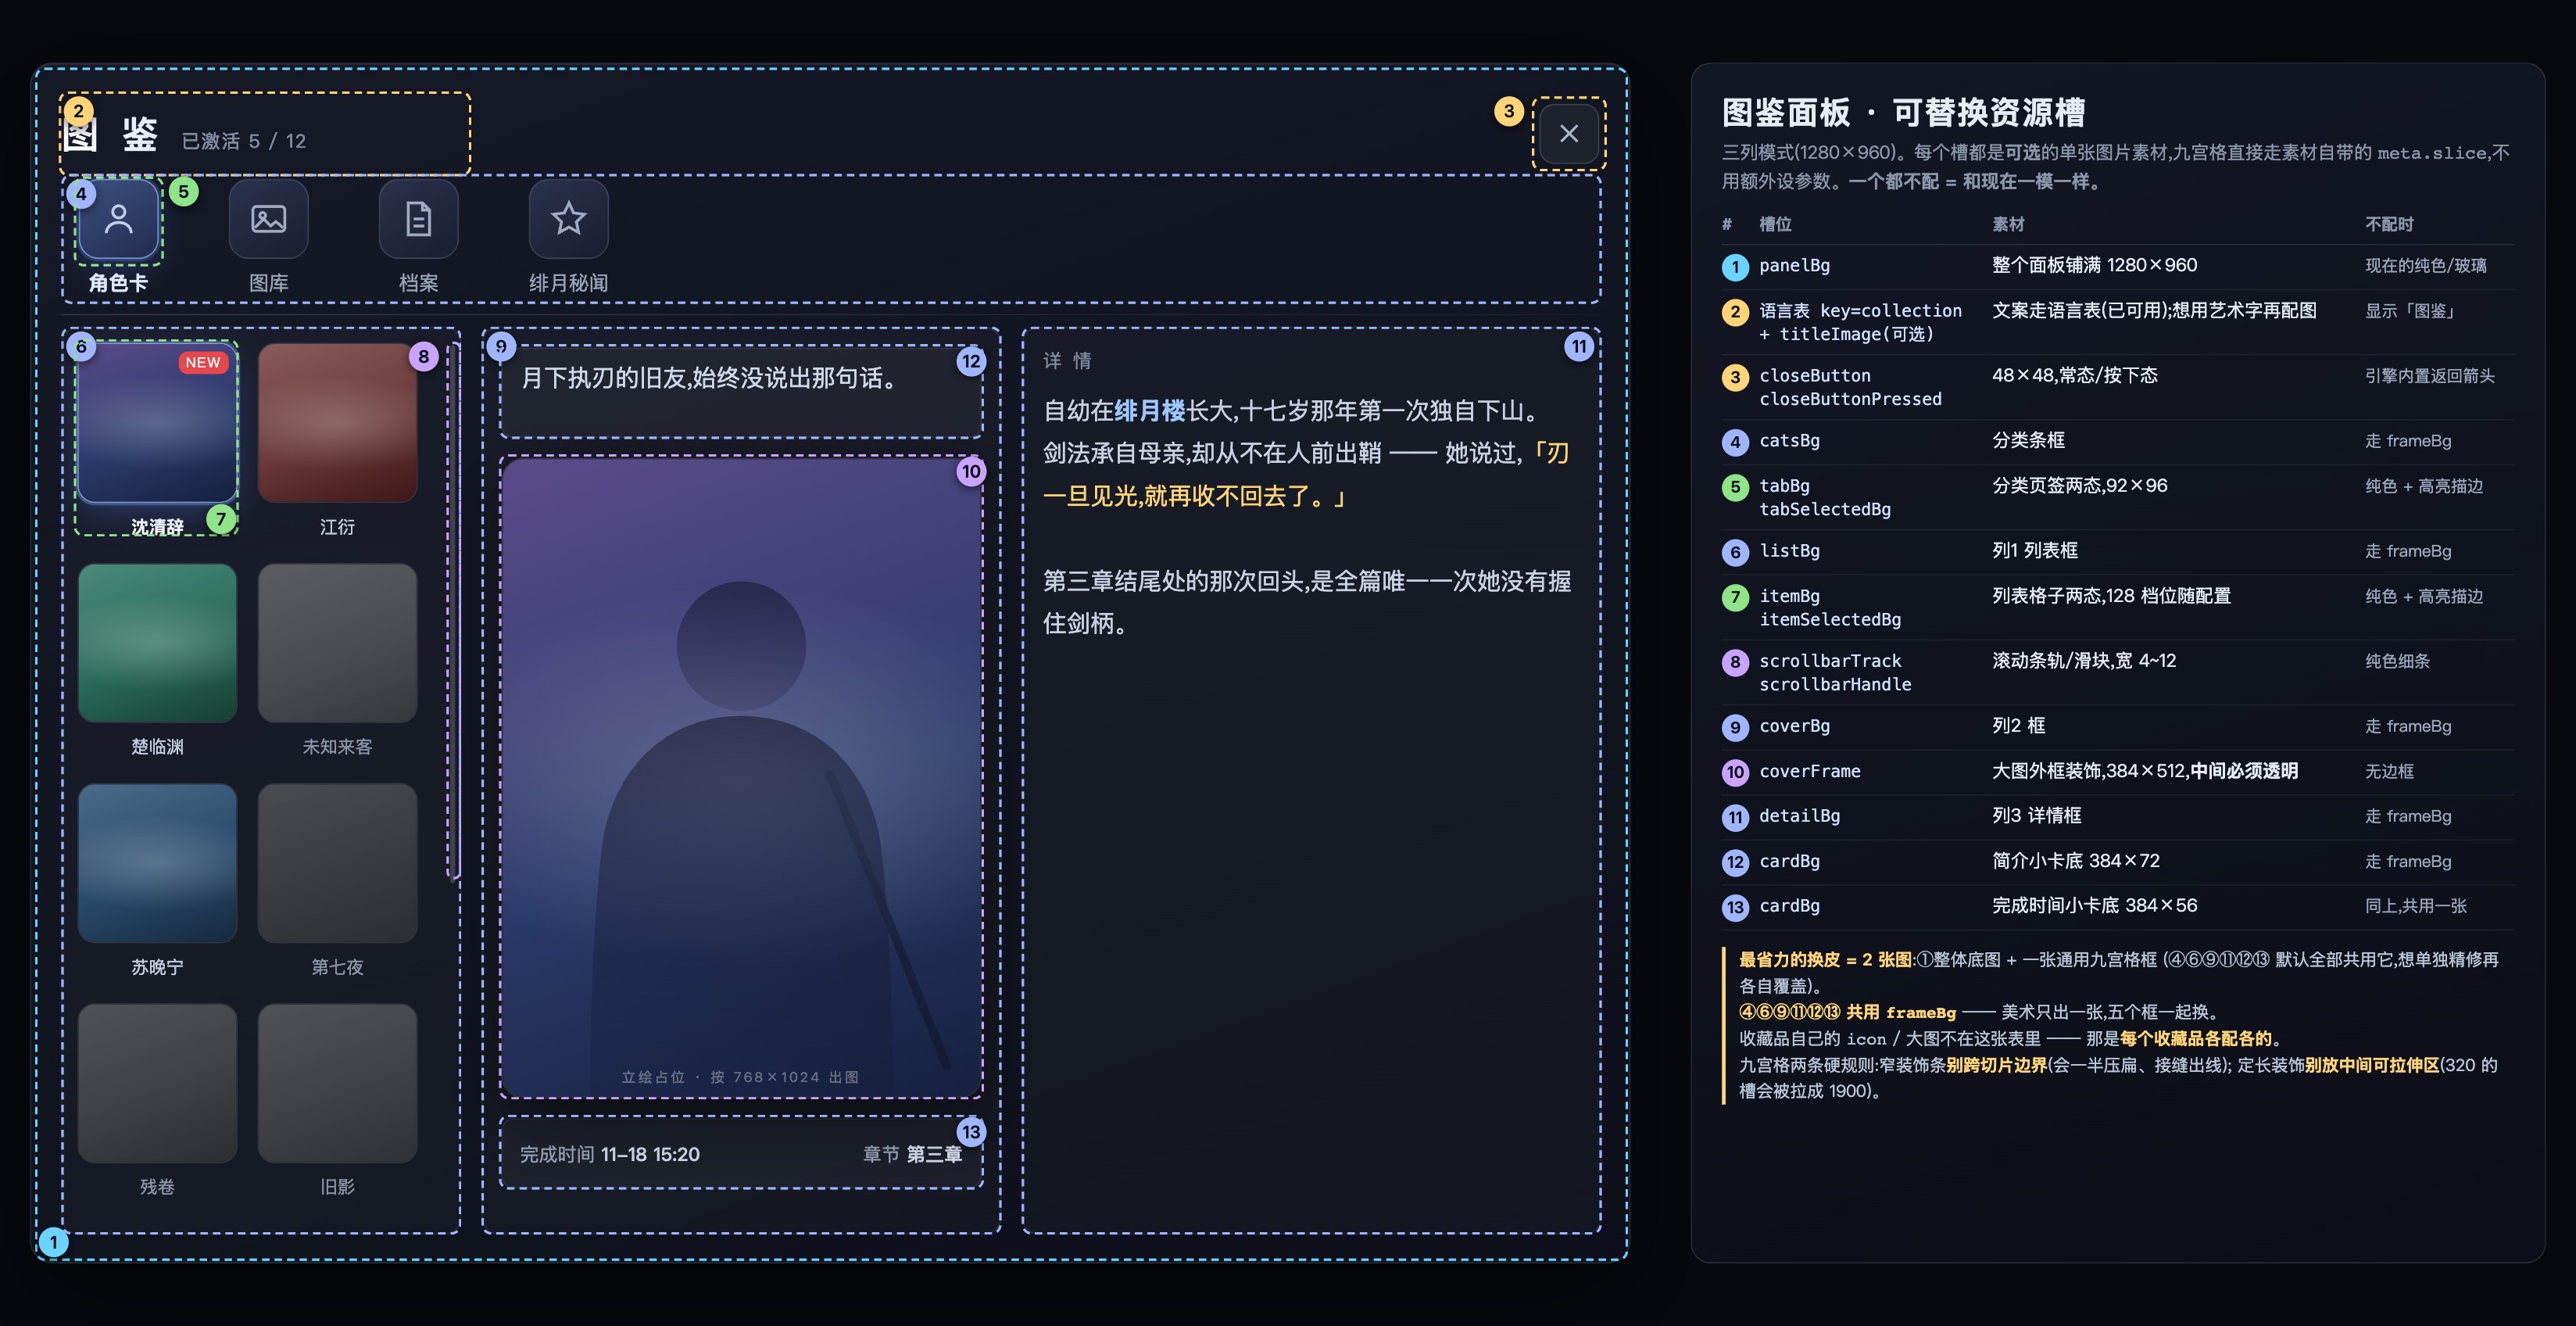 2
图 鉴 已激活 5 / 12
3
4
5
角色卡 图库 档案 绯月秘闻
6
NEW
8
7
沈清辞 江衍
楚临渊 未知来客
苏晚宁 第七夜
残卷 旧影
1
9
12
月下执刃的旧友,始终没说出那句话。
10
立绘占位 · 按 768×1024 出图
13
完成时间 11–18 15:20 章节 第三章
11
详 情
自幼在绯月楼长大,十七岁那年第一次独自下山。
剑法承自母亲,却从不在人前出鞘 —— 她说过,「刃
一旦见光,就再收不回去了。」
第三章结尾处的那次回头,是全篇唯一一次她没有握
住剑柄。
图鉴面板 · 可替换资源槽
三列模式(1280×960)。每个槽都是可选的单张图片素材,九宫格直接走素材自带的 meta.slice,不
用额外设参数。一个都不配 = 和现在一模一样。
# 槽位 素材 不配时
1 panelBg 整个面板铺满 1280×960 现在的纯色/玻璃
2 语言表 key=collection 文案走语言表(已可用);想用艺术字再配图 显示「图鉴」
+ titleImage(可选)
3 closeButton 48×48,常态/按下态 引擎内置返回箭头
closeButtonPressed
4 catsBg 分类条框 走 frameBg
5 tabBg 分类页签两态,92×96 纯色 + 高亮描边
tabSelectedBg
6 listBg 列1 列表框 走 frameBg
7 itemBg 列表格子两态,128 档位随配置 纯色 + 高亮描边
itemSelectedBg
8 scrollbarTrack 滚动条轨/滑块,宽 4~12 纯色细条
scrollbarHandle
9 coverBg 列2 框 走 frameBg
10 coverFrame 大图外框装饰,384×512,中间必须透明 无边框
11 detailBg 列3 详情框 走 frameBg
12 cardBg 简介小卡底 384×72 走 frameBg
13 cardBg 完成时间小卡底 384×56 同上,共用一张
最省力的换皮 = 2 张图:①整体底图 + 一张通用九宫格框 (④⑥⑨⑪⑫⑬ 默认全部共用它,想单独精修再
各自覆盖)。
④⑥⑨⑪⑫⑬ 共用 frameBg —— 美术只出一张,五个框一起换。
收藏品自己的 icon / 大图不在这张表里 —— 那是每个收藏品各配各的。
九宫格两条硬规则:窄装饰条别跨切片边界(会一半压扁、接缝出线); 定长装饰别放中间可拉伸区(320 的
槽会被拉成 1900)。